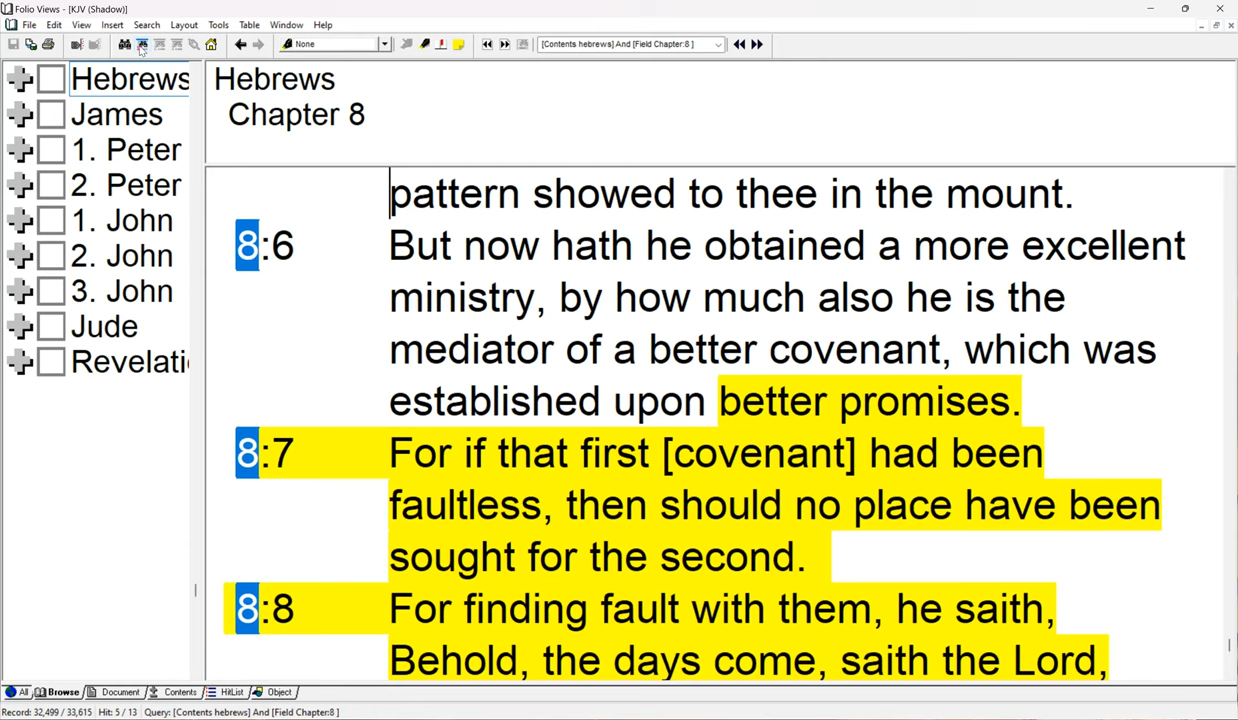 Folio Views - [KJV (Shadow)]
File Edit View Insert Search Layout Tools Table Window Help
None
[Contents hebrews] And [Field Chapter:8 ]
Hebrews
James
1. Peter
2. Peter
1. John
2. John
3. John
Jude
Revelati
Hebrews
Chapter 8
pattern showed to thee in the mount.
8:6 But now hath he obtained a more excellent
ministry, by how much also he is the
mediator of a better covenant, which was
established upon better promises.
8:7 For if that first [covenant] had been
faultless, then should no place have been
sought for the second.
8:8 For finding fault with them, he saith,
Behold, the days come, saith the Lord,
All Browse Document Contents HitList Object
Record: 32,499 / 33,615 Hit: 5 / 13 Query: [Contents hebrews] And [Field Chapter:8 ]